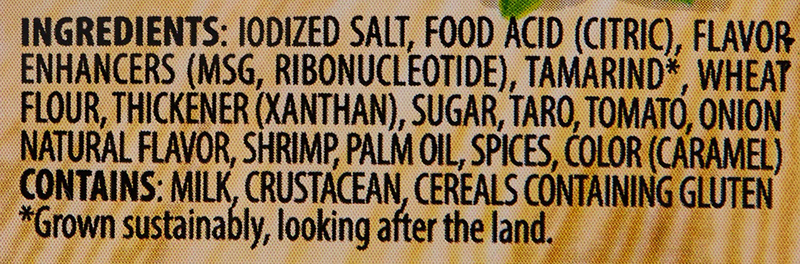 INGREDIENTS: IODIZED SALT, FOOD ACID (CITRIC), FLAVOR
ENHANCERS (MSG, RIBONUCLEOTIDE), TAMARIND*, WHEAT
FLOUR, THICKENER (XANTHAN), SUGAR, TARO, TOMATO, ONION
NATURAL FLAVOR, SHRIMP, PALM OIL, SPICES, COLOR (CARAMEL)
CONTAINS: MILK, CRUSTACEAN, CEREALS CONTAINING GLUTEN
*Grown sustainably, looking after the land.